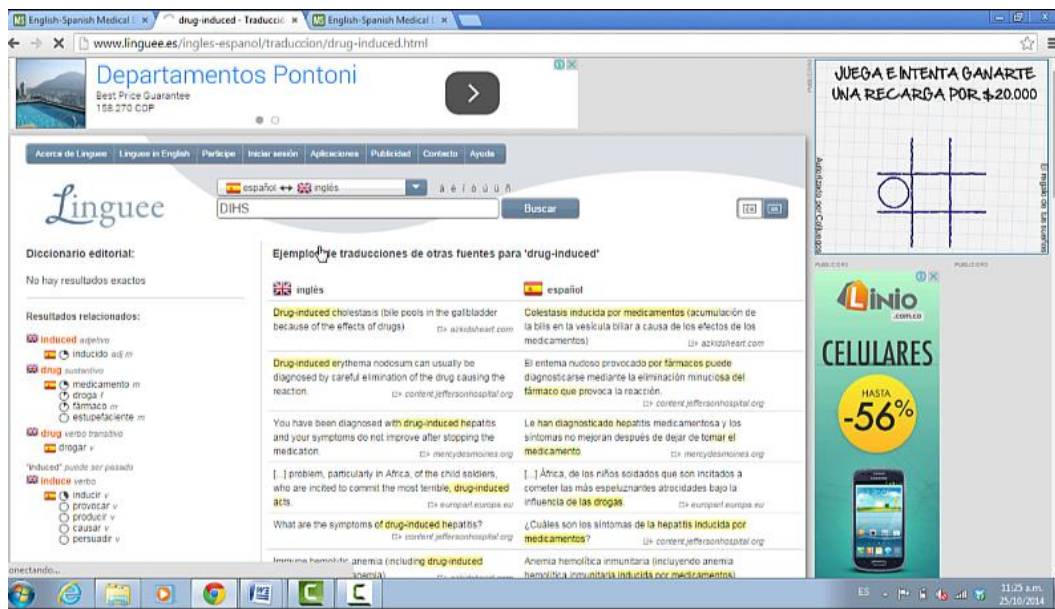 English-Spanish Medical
drug-induced - Traducció
English-Spanish Medical
www.linguee.es/ingles-espanol/traduccion/drug-induced.html
Departamentos Pontoni
Best Price Guarantee
158.270 COP
JUEGA E INTENTA GANARTE
UNA RECARGA POR $20.000
Autorizado por Coljuegos
El regalo de tus sueños
PUBLICIDAD
Acerca de Linguee Linguee in English Participe Iniciar sesión Aplicaciones Publicidad Contacto Ayuda
Linguee
español ↔ inglés
á é í ó ú ü ñ
DIHS
Buscar
Diccionario editorial:
No hay resultados exactos
Resultados relacionados:
induced adjetivo
inducido adj m
drug sustantivo
medicamento m
droga f
fármaco m
estupefaciente m
drug verbo transitivo
drogar v
"induced" puede ser pasado
induce verbo
inducir v
provocar v
producir v
causar v
persuadir v
Ejemplos de traducciones de otras fuentes para 'drug-induced'
inglés
español
Drug-induced cholestasis (bile pools in the gallbladder
because of the effects of drugs)
azkidsheart.com
Colestasis inducida por medicamentos (acumulación de
la bilis en la vesícula biliar a causa de los efectos de los
medicamentos)
azkidsheart.com
Drug-induced erythema nodosum can usually be
diagnosed by careful elimination of the drug causing the
reaction.
content.jeffersonhospital.org
El eritema nudoso provocado por fármacos puede
diagnosticarse mediante la eliminación minuciosa del
fármaco que provoca la reacción.
content.jeffersonhospital.org
You have been diagnosed with drug-induced hepatitis
and your symptoms do not improve after stopping the
medication.
mercydesmoines.org
Le han diagnosticado hepatitis medicamentosa y los
síntomas no mejoran después de dejar de tomar el
medicamento.
mercydesmoines.org
[...] problem, particularly in Africa, of the child soldiers,
who are incited to commit the most terrible, drug-induced
acts.
europarl.europa.eu
[...] África, de los niños soldados que son incitados a
cometer las más espeluznantes atrocidades bajo la
influencia de las drogas.
europarl.europa.eu
What are the symptoms of drug-induced hepatitis?
content.jeffersonhospital.org
¿Cuáles son los síntomas de la hepatitis inducida por
medicamentos?
content.jeffersonhospital.org
Immune hemolytic anemia (including drug-induced
anemia)
Anemia hemolítica inmunitaria (incluyendo anemia
hemolítica inmunitaria inducida por medicamentos)
PUBLICIDAD
PUBLICIDAD
Linio
.com.co
CELULARES
HASTA
-56%
onectando...
ES
11:25 a.m.
25/10/2014